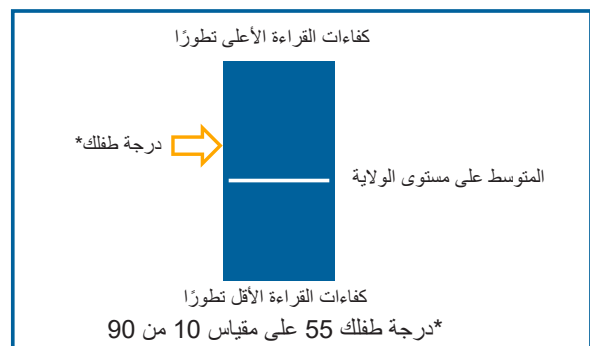 كفاءات القراءة الأعلى تطورًا
درجة طفلك*
المتوسط على مستوى الولاية
كفاءات القراءة الأقل تطورًا
*درجة طفلك 55 على مقياس 10 من 90